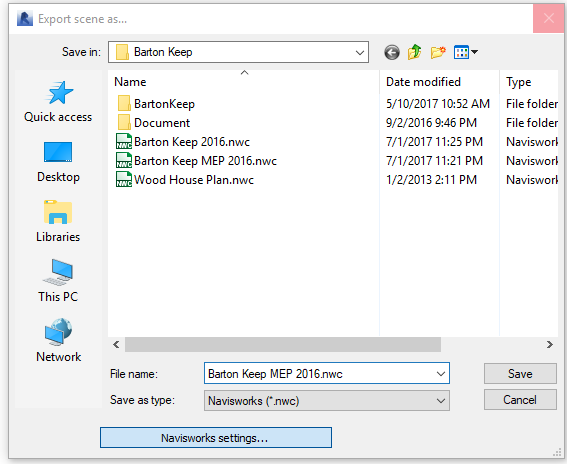 Export scene as...
Save in: Barton Keep
Name Date modified Type
BartonKeep 5/10/2017 10:52 AM File folder
Document 9/2/2016 9:46 PM File folder
Barton Keep 2016.nwc 7/1/2017 11:25 PM Naviswork
Barton Keep MEP 2016.nwc 7/1/2017 11:21 PM Naviswork
Wood House Plan.nwc 1/2/2013 2:11 PM Naviswork
Quick access
Desktop
Libraries
This PC
Network
File name: Barton Keep MEP 2016.nwc Save
Save as type: Navisworks (*.nwc) Cancel
Navisworks settings...